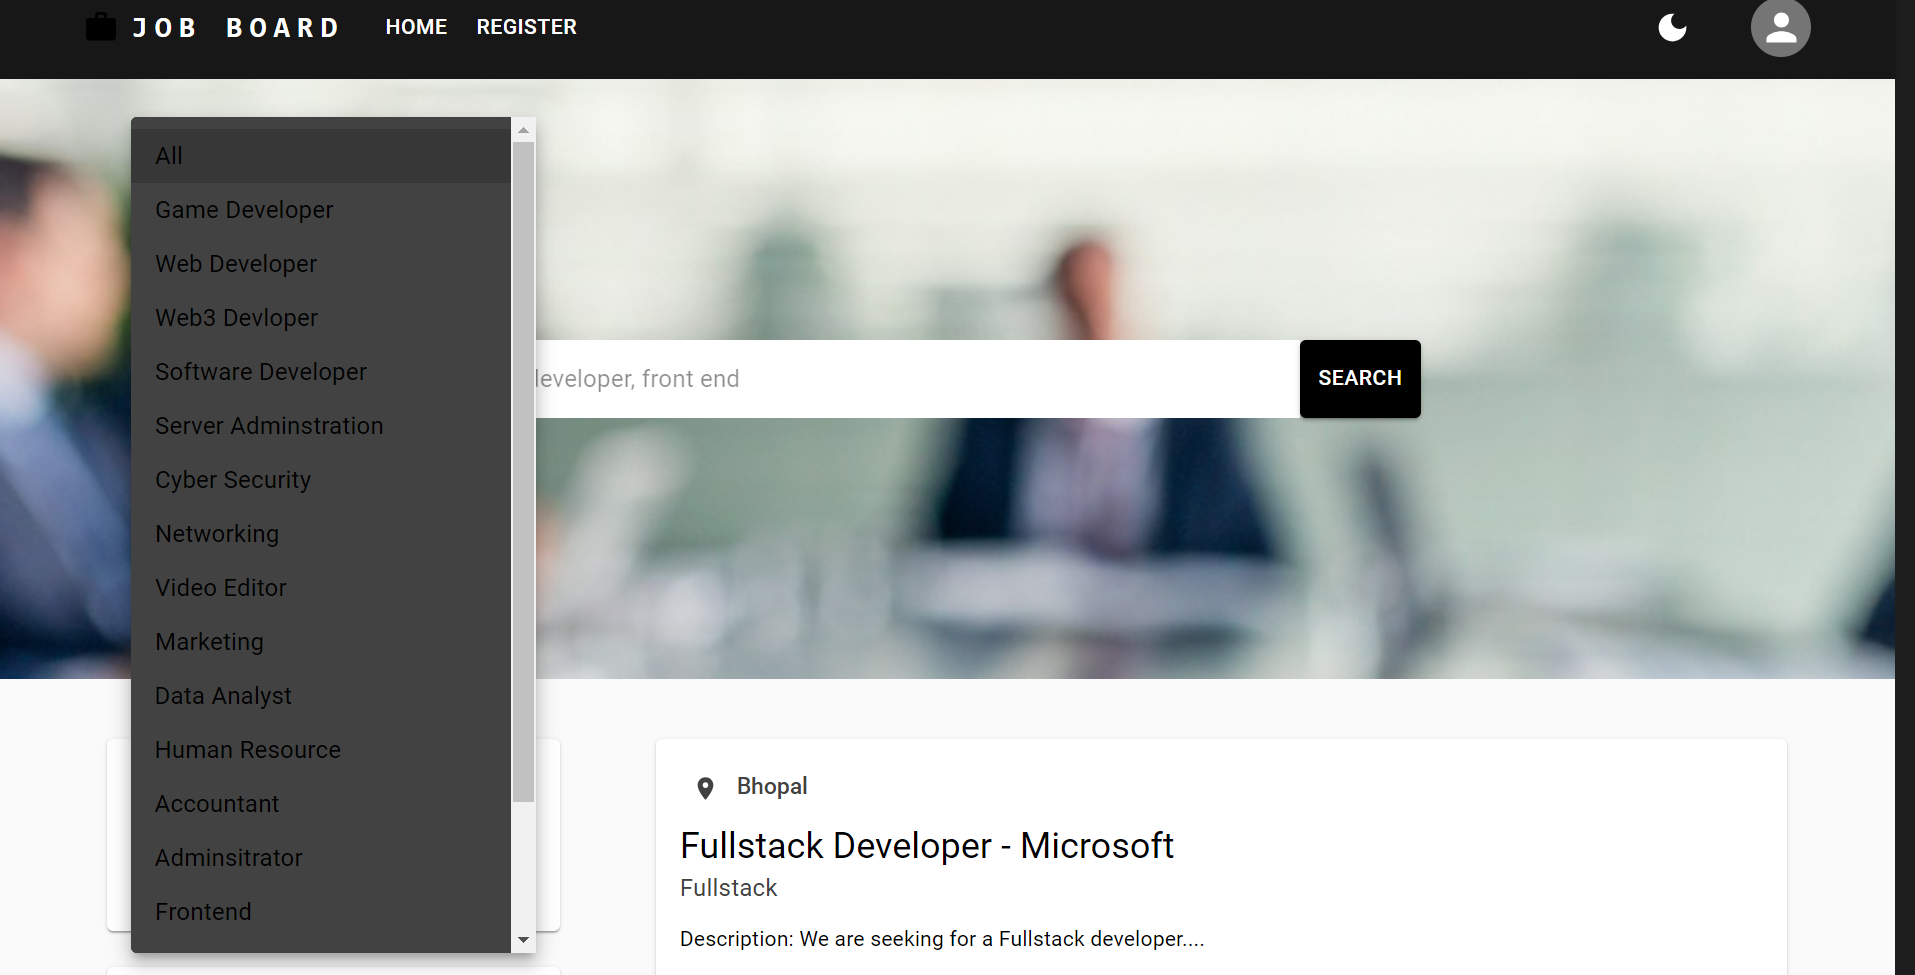 JOB BOARD HOME REGISTER
All
Game Developer
Web Developer
Web3 Devloper
Software Developer
developer, front end SEARCH
Server Adminstration
Cyber Security
Networking
Video Editor
Marketing
Data Analyst
Human Resource
Accountant
Adminsitrator
Frontend
Bhopal
Fullstack Developer - Microsoft
Fullstack
Description: We are seeking for a Fullstack developer....